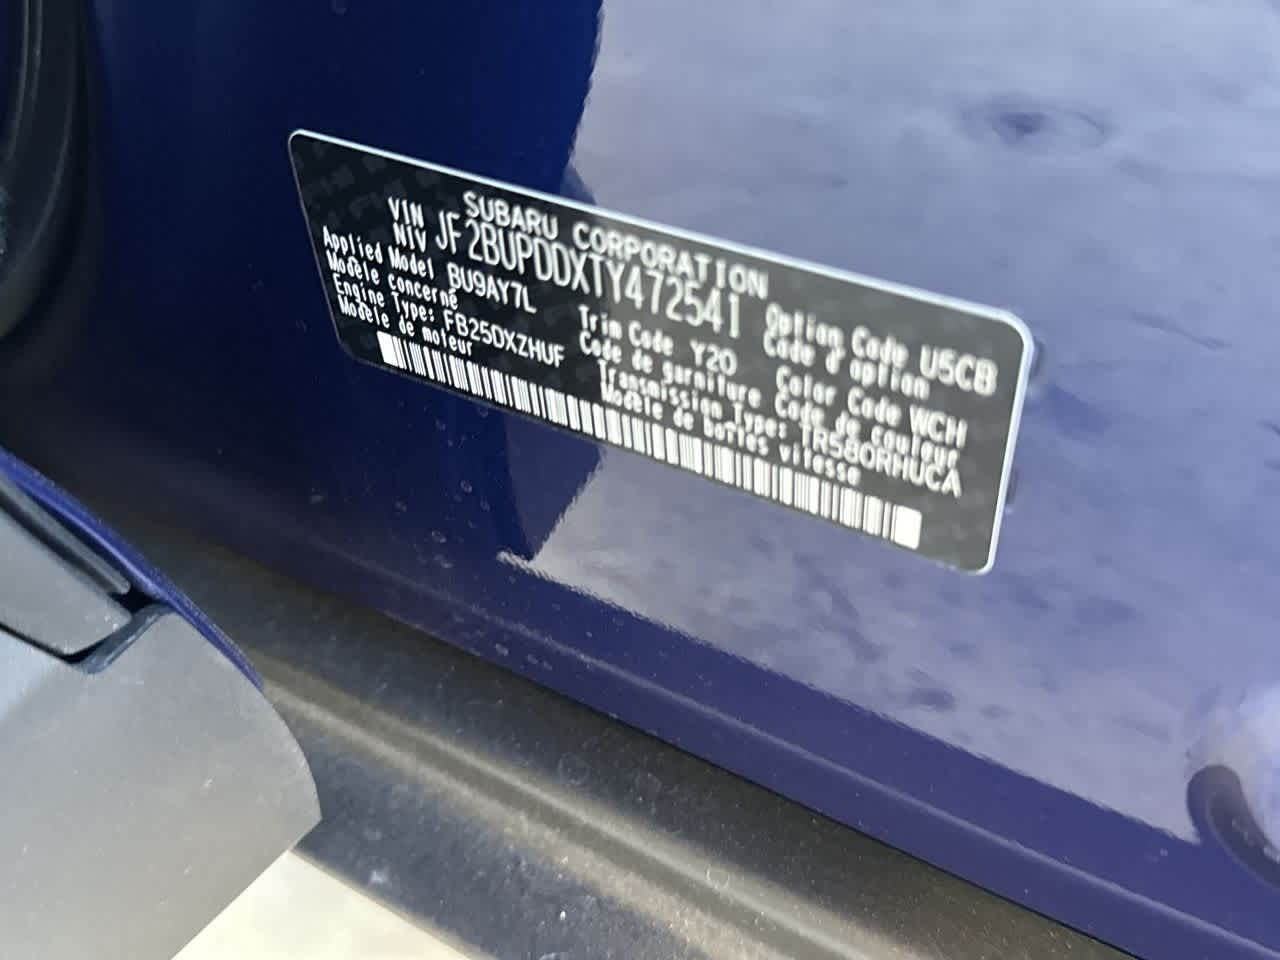 SUBARU CORPORATION
VIN
NIV JF2BUPDDXTY472541
Applied Model BU9AY7L
Modèle concerné
Engine Type: FB25DXZHUF
Modèle de moteur
Trim Code Y20
Code de garniture
Option Code U5CB
Code d'option
Color Code WCH
Code de couleur
Transmission Type: TR580RHUCA
Modèle de boites vitesse